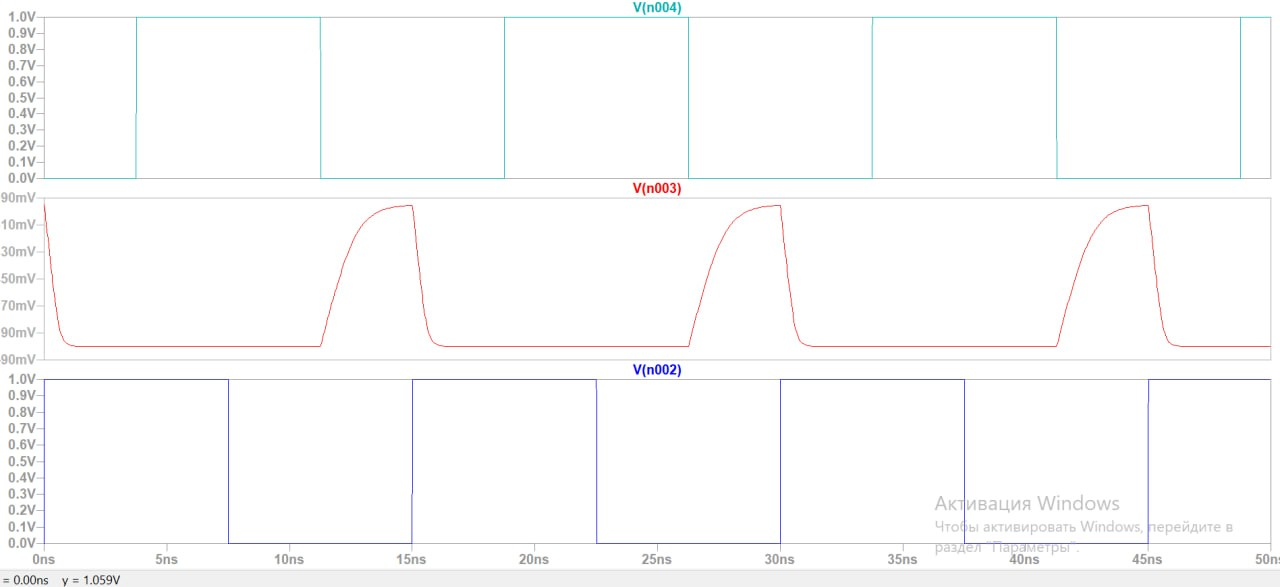 V(n004)
1.0V
0.9V
0.8V
0.7V
0.6V
0.5V
0.4V
0.3V
0.2V
0.1V
0.0V
V(n003)
90mV
10mV
30mV
50mV
70mV
90mV
90mV
V(n002)
1.0V
0.9V
0.8V
0.7V
0.6V
0.5V
0.4V
0.3V
0.2V
0.1V
0.0V
0ns 5ns 10ns 15ns 20ns 25ns 30ns 35ns 40ns 45ns 50n
Активация Windows
Чтобы активировать Windows, перейдите в
раздел "Параметры".
= 0.00ns y = 1.059V